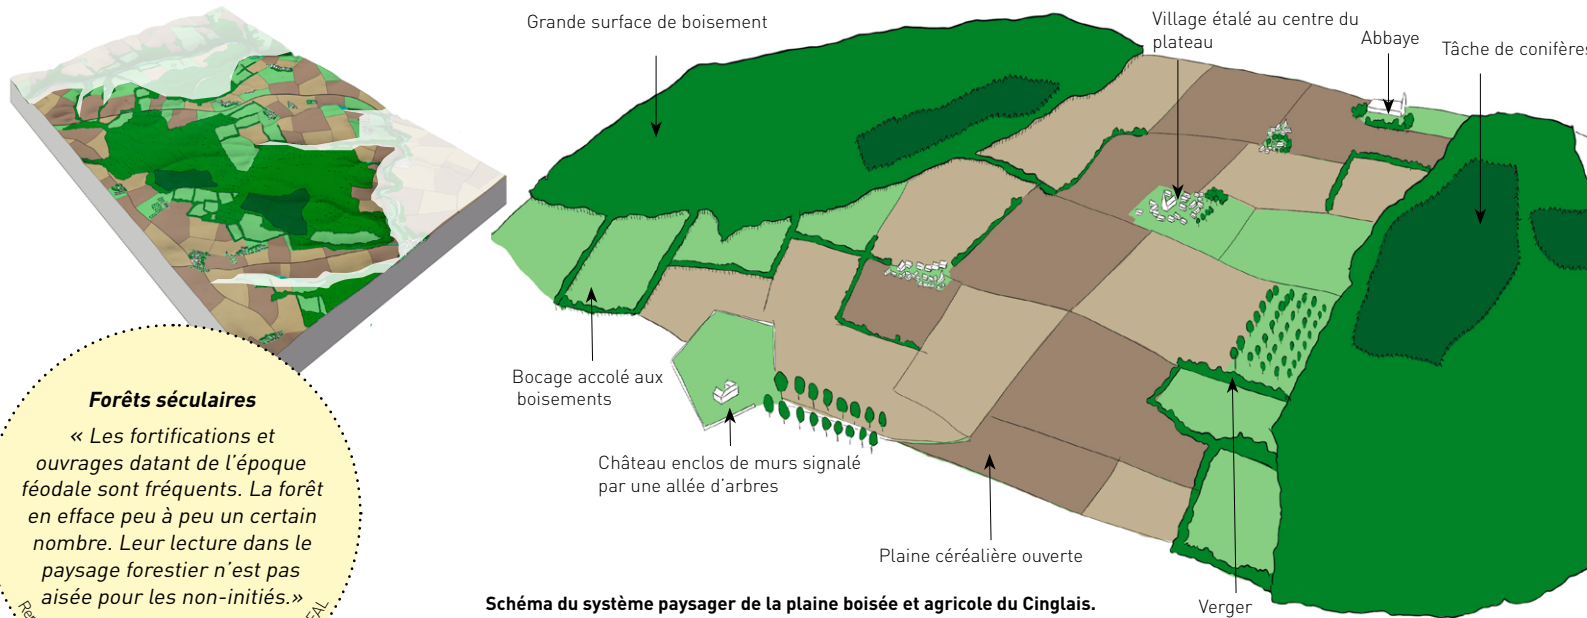 Grande surface de boisement
Village étalé au centre du
plateau
Abbaye
Tâche de conifères
Bocage accolé aux
boisements
Château enclos de murs signalé
par une allée d'arbres
Plaine céréalière ouverte
Verger
Schéma du système paysager de la plaine boisée et agricole du Cinglais.
Forêts séculaires
« Les fortifications et
ouvrages datant de l'époque
féodale sont fréquents. La forêt
en efface peu à peu un certain
nombre. Leur lecture dans le
paysage forestier n'est pas
aisée pour les non-initiés.»